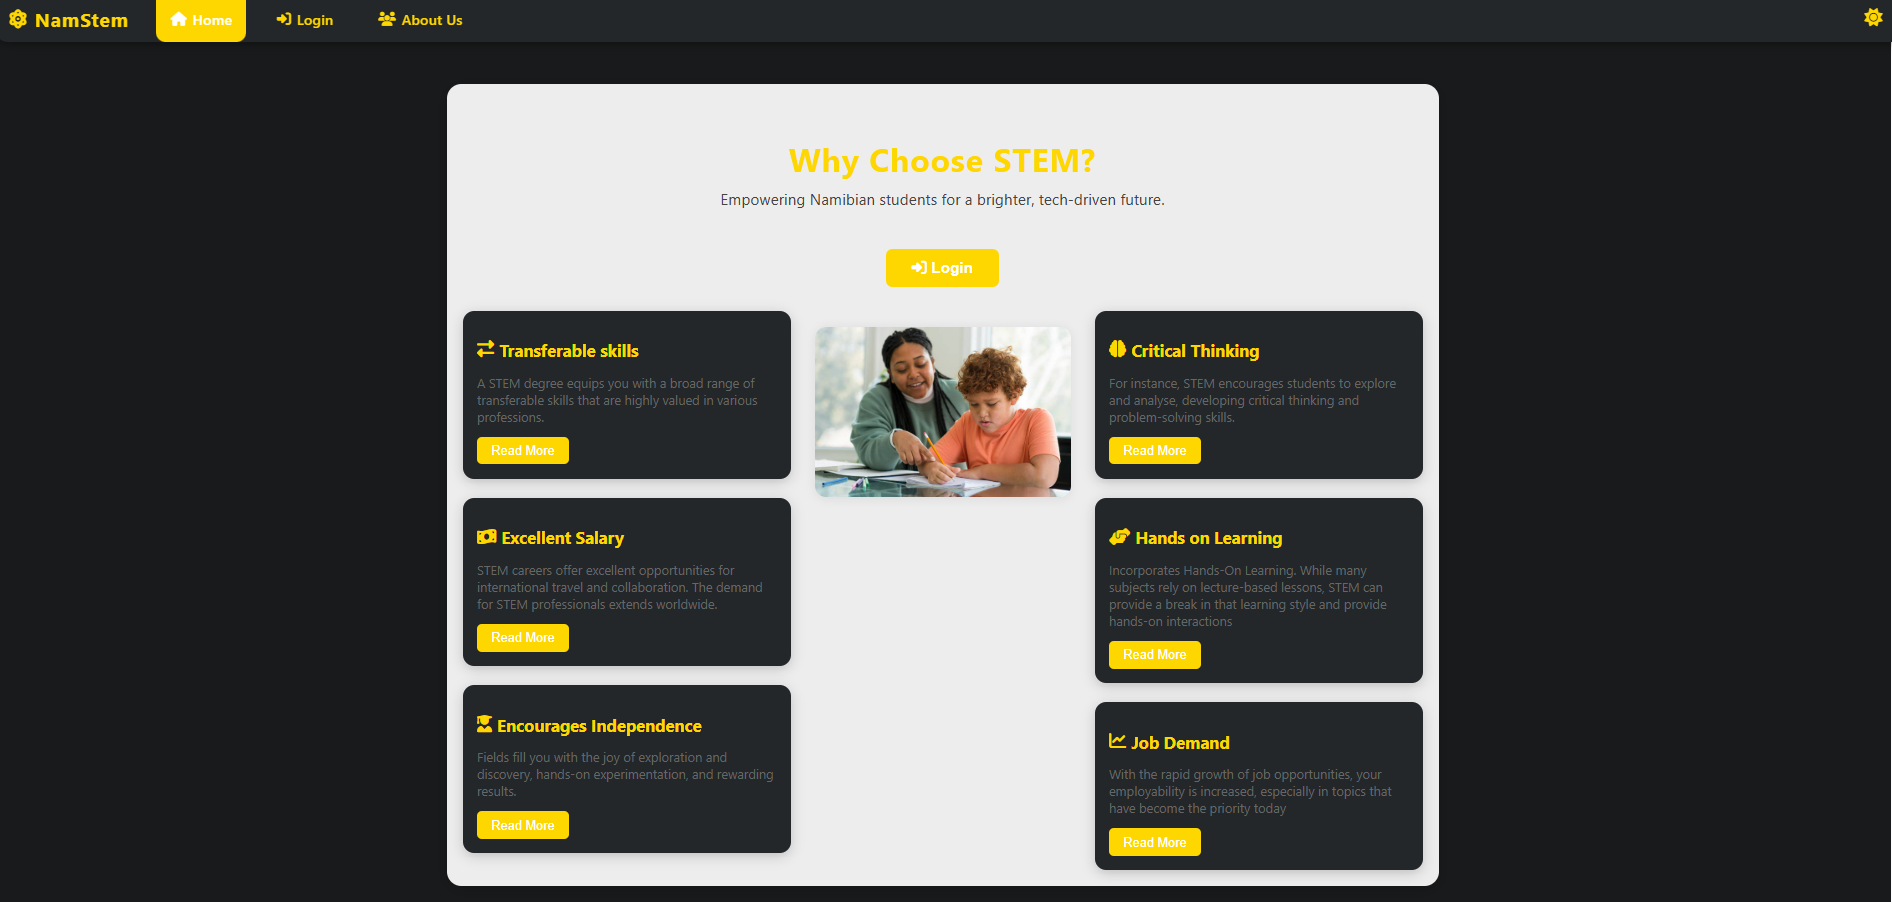 NamStem
Home
Login
About Us
Why Choose STEM?
Empowering Namibian students for a brighter, tech-driven future.
Login
Transferable skills
A STEM degree equips you with a broad range of
transferable skills that are highly valued in various
professions.
Read More
Excellent Salary
STEM careers offer excellent opportunities for
international travel and collaboration. The demand
for STEM professionals extends worldwide.
Read More
Encourages Independence
Fields fill you with the joy of exploration and
discovery, hands-on experimentation, and rewarding
results.
Read More
Critical Thinking
For instance, STEM encourages students to explore
and analyse, developing critical thinking and
problem-solving skills.
Read More
Hands on Learning
Incorporates Hands-On Learning. While many
subjects rely on lecture-based lessons, STEM can
provide a break in that learning style and provide
hands-on interactions
Read More
Job Demand
With the rapid growth of job opportunities, your
employability is increased, especially in topics that
have become the priority today
Read More